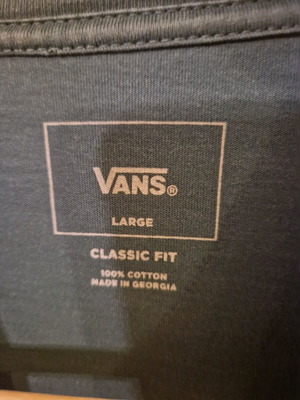 VANS®
LARGE
CLASSIC FIT
100% COTTON
MADE IN GEORGIA